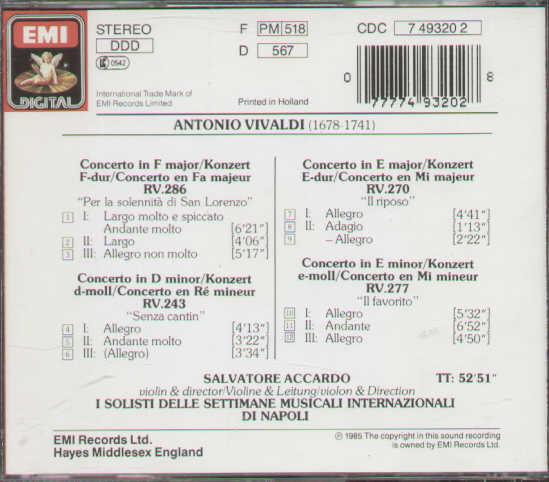 EMI
DIGITAL
STEREO
DDD
0542
International Trade Mark of
EMI Records Limited
F PM 518
D 567
Printed in Holland
CDC 7 49320 2
0 77774 93202 8
ANTONIO VIVALDI (1678-1741)
Concerto in F major/Konzert
F-dur/Concerto en Fa majeur
RV.286
"Per la solennità di San Lorenzo"
1 I: Largo molto e spiccato
Andante molto [6'21"]
2 II: Largo [4'06"]
3 III: Allegro non molto [5'17"]
Concerto in D minor/Konzert
d-moll/Concerto en Ré mineur
RV.243
"Senza cantin"
4 I: Allegro [4'13"]
5 II: Andante molto [3'22"]
6 III: (Allegro) [3'34"]
Concerto in E major/Konzert
E-dur/Concerto en Mi majeur
RV.270
"Il riposo"
7 I: Allegro [4'41"]
8 II: Adagio [1'13"]
9 – Allegro [2'22"]
Concerto in E minor/Konzert
e-moll/Concerto en Mi mineur
RV.277
"Il favorito"
10 I: Allegro [5'32"]
11 II: Andante [6'52"]
12 III: Allegro [4'50"]
SALVATORE ACCARDO TT: 52'51"
violin & director/Violine & Leitung/violon & Direction
I SOLISTI DELLE SETTIMANE MUSICALI INTERNAZIONALI
DI NAPOLI
EMI Records Ltd.
Hayes Middlesex England
℗ 1985 The copyright in this sound recording
is owned by EMI Records Ltd.